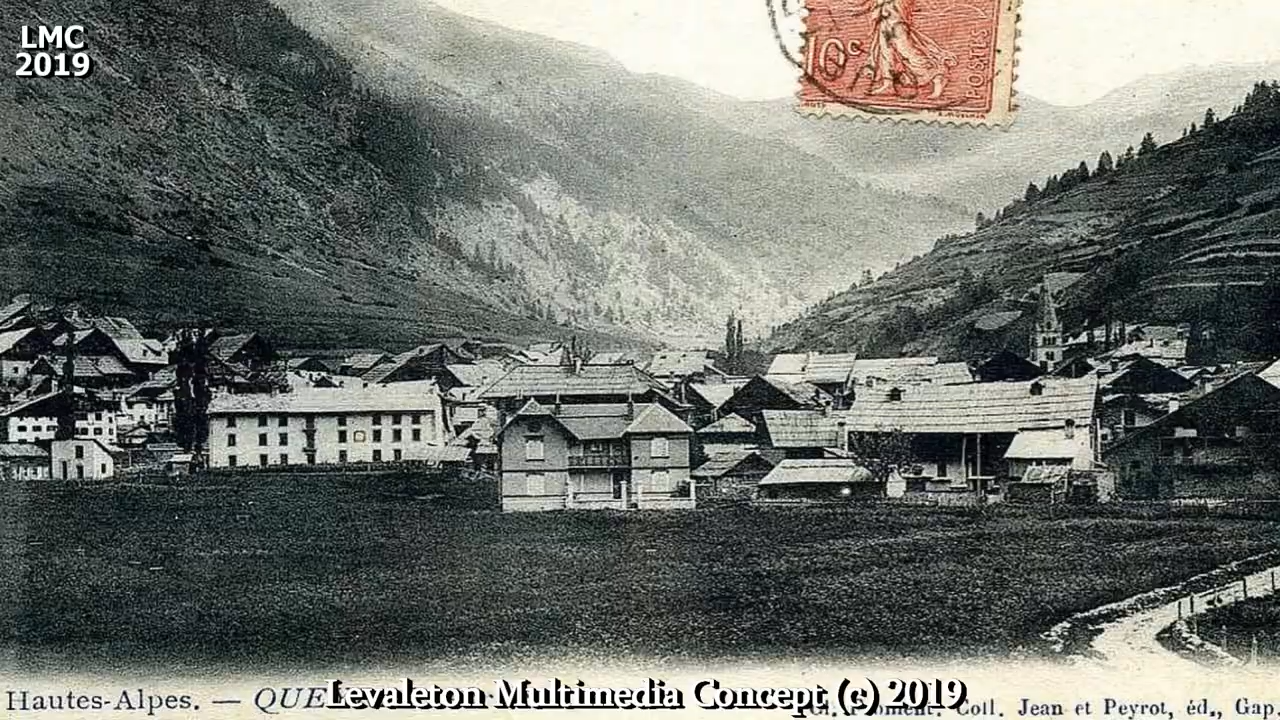 LMC
2019
10c
POSTES
Hautes-Alpes. — QUE
Levaleton Multimedia Concept (c) 2019
Coll. Jean et Peyrot, éd., Gap.